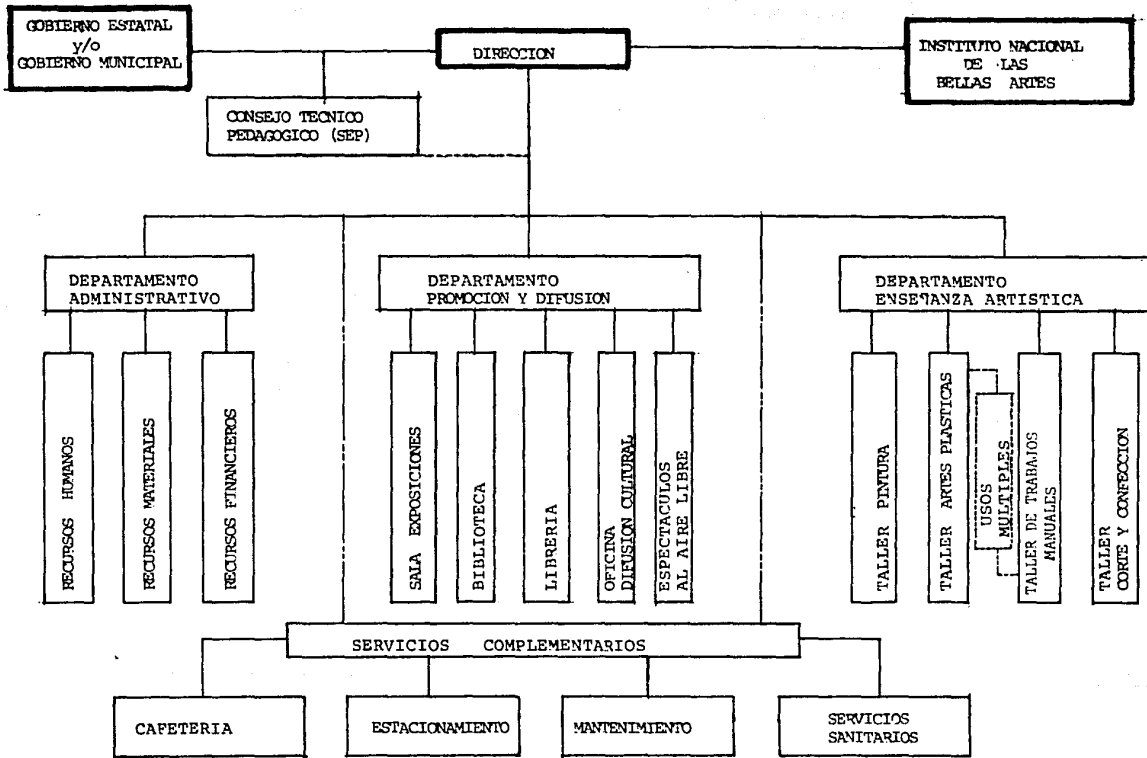 GOBIERNO ESTATAL
y/o
GOBIERNO MUNICIPAL
DIRECCION
INSTITUTO NACIONAL
DE LAS
BELLAS ARTES
CONSEJO TECNICO
PEDAGOGICO (SEP)
DEPARTAMENTO
ADMINISTRATIVO
DEPARTAMENTO
PROMOCION Y DIFUSION
DEPARTAMENTO
ENSEÑANZA ARTISTICA
RECURSOS HUMANOS
RECURSOS MATERIALES
RECURSOS FINANCIEROS
SALA EXPOSICIONES
BIBLIOTECA
LIBRERIA
OFICINA
DIFUSION CULTURAL
ESPECTACULOS
AL AIRE LIBRE
TALLER PINTURA
TALLER ARTES PLASTICAS
USOS
MULTIPLES
TALLER DE TRABAJOS
MANUALES
TALLER
CORTE Y CONFECCION
SERVICIOS COMPLEMENTARIOS
CAFETERIA
ESTACIONAMIENTO
MANTENIMIENTO
SERVICIOS
SANITARIOS